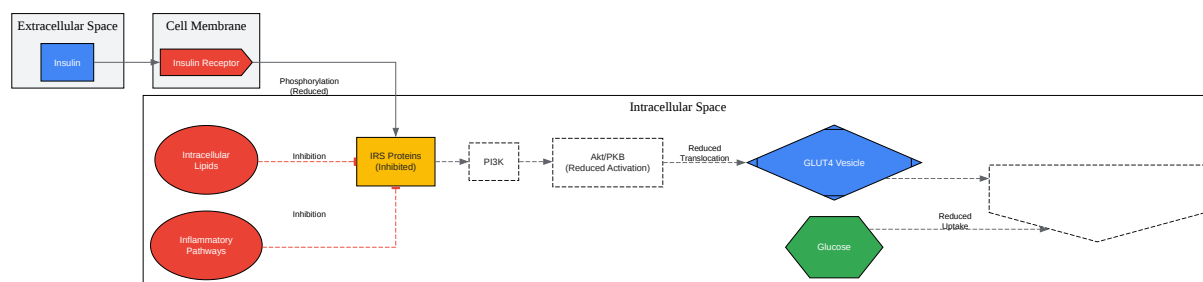 Extracellular Space
Cell Membrane
Insulin
Insulin Receptor
Phosphorylation
(Reduced)
Intracellular Space
Intracellular
Lipids
Inhibition
IRS Proteins
(Inhibited)
PI3K
Akt/PKB
(Reduced Activation)
Reduced
Translocation
GLUT4 Vesicle
Inflammatory
Pathways
Inhibition
Glucose
Reduced
Uptake